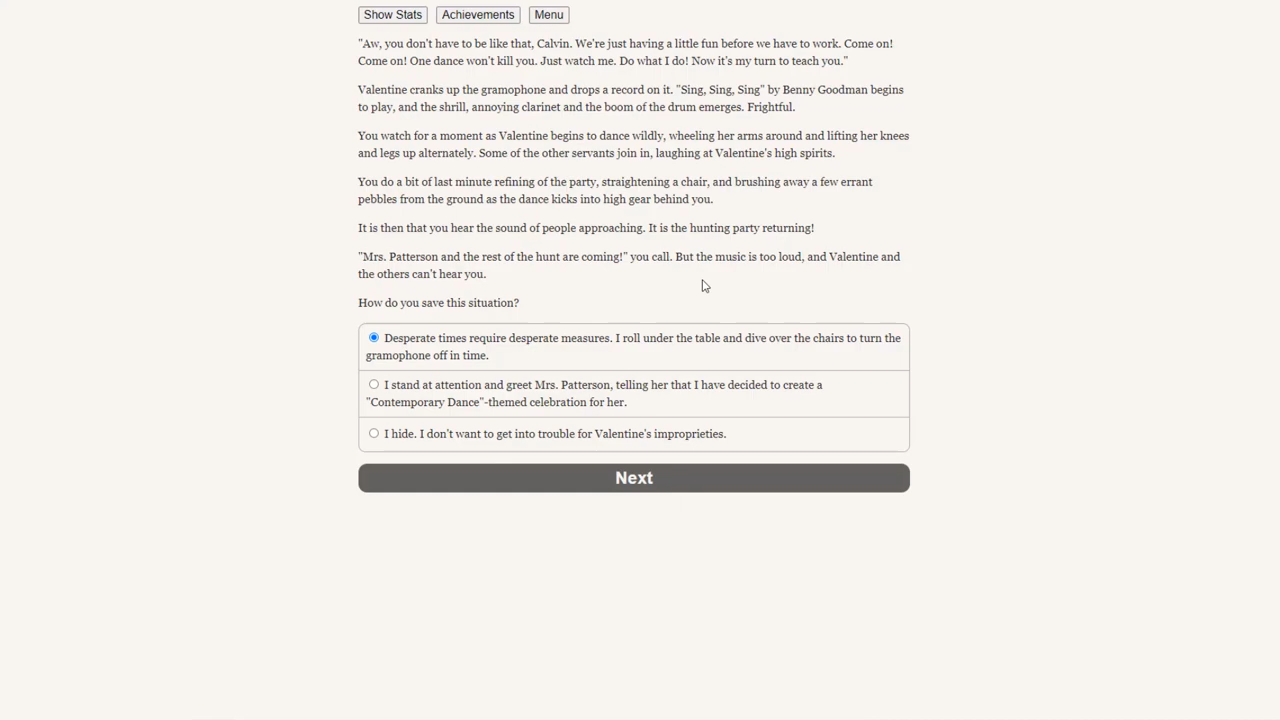 Show Stats Achievements Menu
"Aw, you don't have to be like that, Calvin. We're just having a little fun before we have to work. Come on!
Come on! One dance won't kill you. Just watch me. Do what I do! Now it's my turn to teach you."
Valentine cranks up the gramophone and drops a record on it. "Sing, Sing, Sing" by Benny Goodman begins
to play, and the shrill, annoying clarinet and the boom of the drum emerges. Frightful.
You watch for a moment as Valentine begins to dance wildly, wheeling her arms around and lifting her knees
and legs up alternately. Some of the other servants join in, laughing at Valentine's high spirits.
You do a bit of last minute refining of the party, straightening a chair, and brushing away a few errant
pebbles from the ground as the dance kicks into high gear behind you.
It is then that you hear the sound of people approaching. It is the hunting party returning!
"Mrs. Patterson and the rest of the hunt are coming!" you call. But the music is too loud, and Valentine and
the others can't hear you.
How do you save this situation?
Desperate times require desperate measures. I roll under the table and dive over the chairs to turn the
gramophone off in time.
I stand at attention and greet Mrs. Patterson, telling her that I have decided to create a
"Contemporary Dance"-themed celebration for her.
I hide. I don't want to get into trouble for Valentine's improprieties.
Next